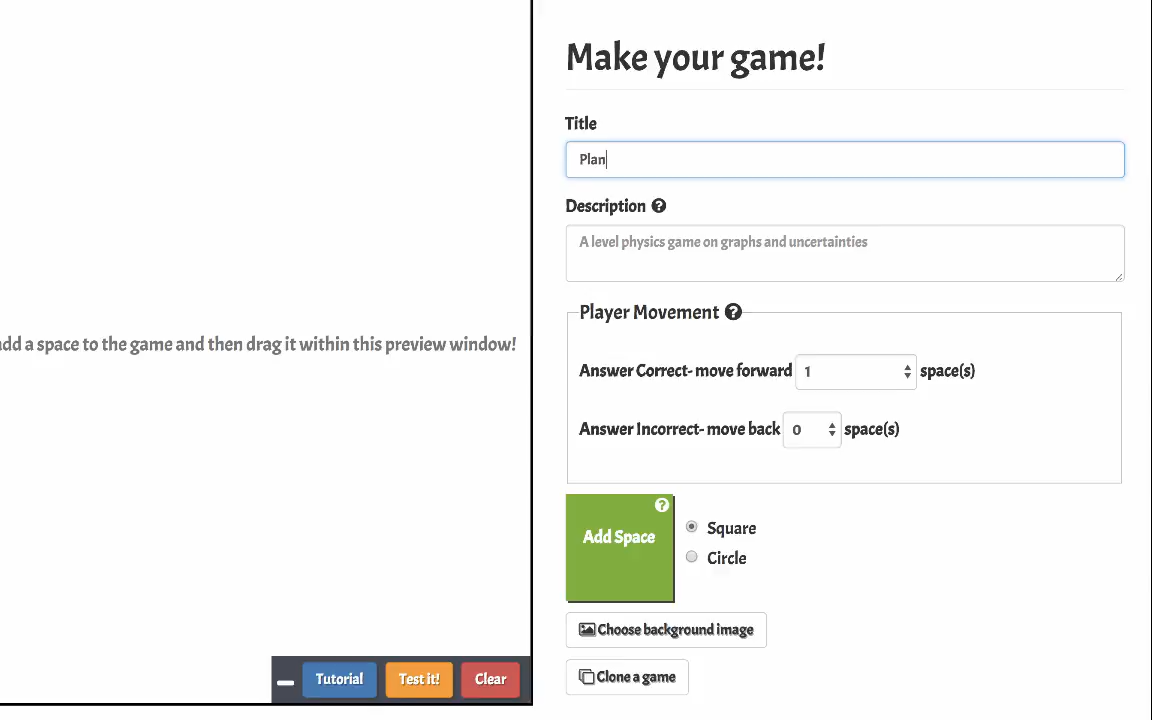 Make your game!
Title
Plan
Description
A level physics game on graphs and uncertainties
Player Movement
Answer Correct- move forward 1 space(s)
Answer Incorrect- move back 0 space(s)
add a space to the game and then drag it within this preview window!
Add Space
Square
Circle
Choose background image
Clone a game
Tutorial
Test it!
Clear